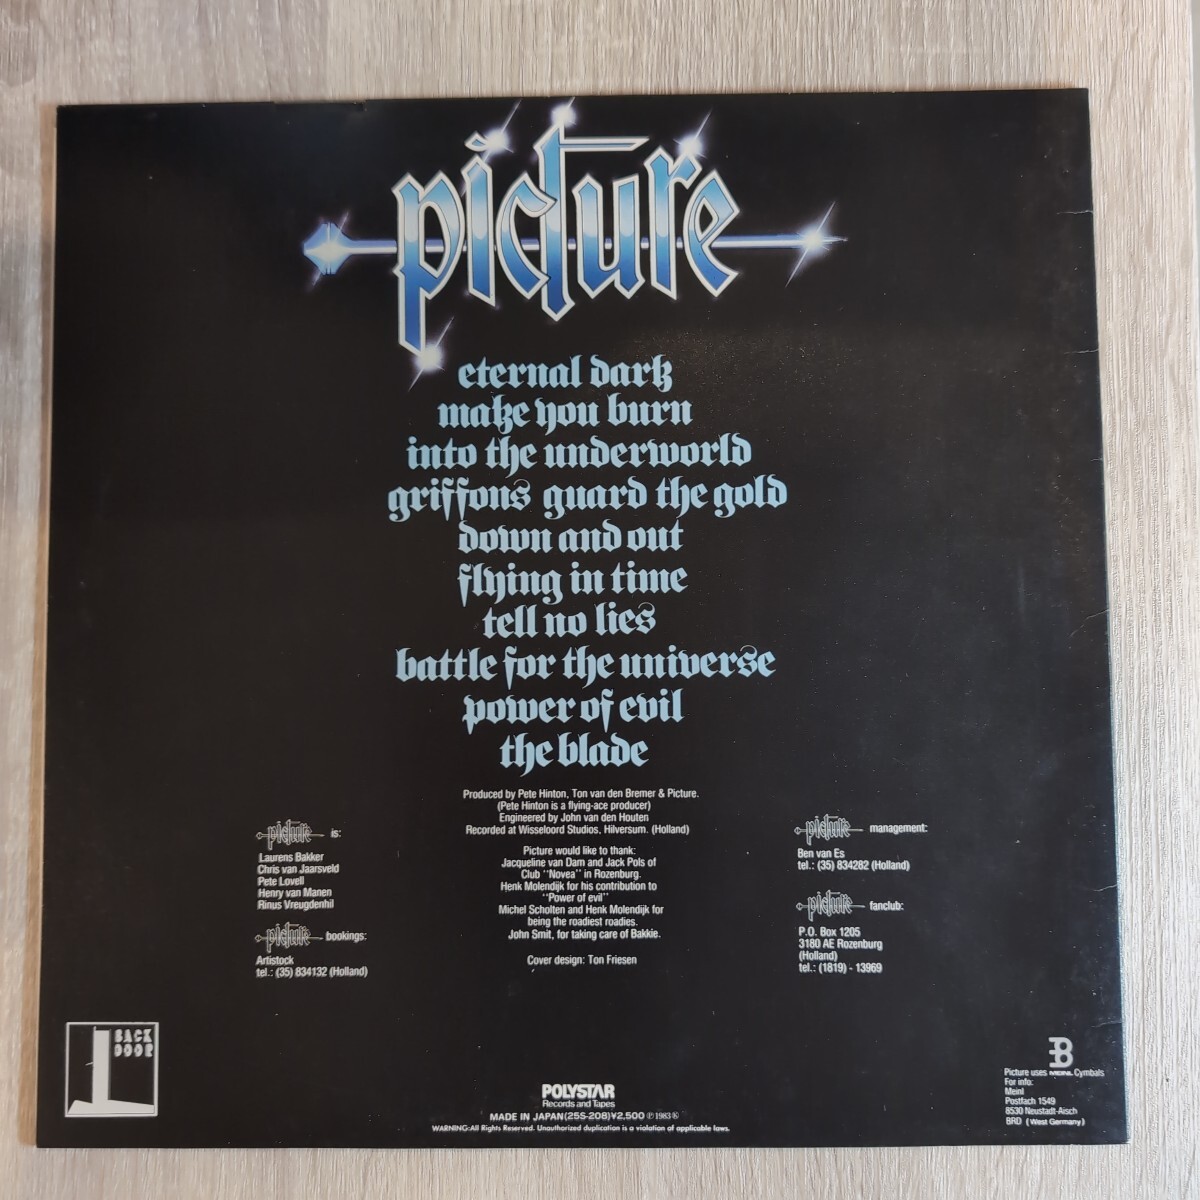 picture
eternal dark
make you burn
into the underworld
griffons guard the gold
down and out
flying in time
tell no lies
battle for the universe
power of evil
the blade
Produced by Pete Hinton, Ton van den Bremer & Picture.
(Pete Hinton is a flying-ace producer)
Engineered by John van den Houten
Recorded at Wisseloord Studios, Hilversum. (Holland)
Picture would like to thank:
Jacqueline van Dam and Jack Pols of
Club "Novea" in Rozenburg.
Henk Molendijk for his contribution to
"Power of evil"
Michel Scholten and Henk Molendijk for
being the roadiest roadies.
John Smit, for taking care of Bakkie.
Cover design: Ton Friesen
picture is:
Laurens Bakker
Chris van Jaarsveld
Pete Lovell
Henry van Manen
Rinus Vreugdenhil
picture bookings:
Artistock
tel.: (35) 834132 (Holland)
picture management:
Ben van Es
tel.: (35) 834282 (Holland)
picture fanclub:
P.O. Box 1205
3180 AE Rozenburg
(Holland)
tel.: (1819) - 13969
BACK
DOOR
POLYSTAR
Records and Tapes
MADE IN JAPAN(25S-208)¥2,500 ℗1983 Ⓚ
WARNING:All Rights Reserved. Unauthorized duplication is a violation of applicable laws.
Picture uses MEINL Cymbals
For info:
Meinl
Postfach 1549
8530 Neustadt-Aisch
BRD (West Germany)